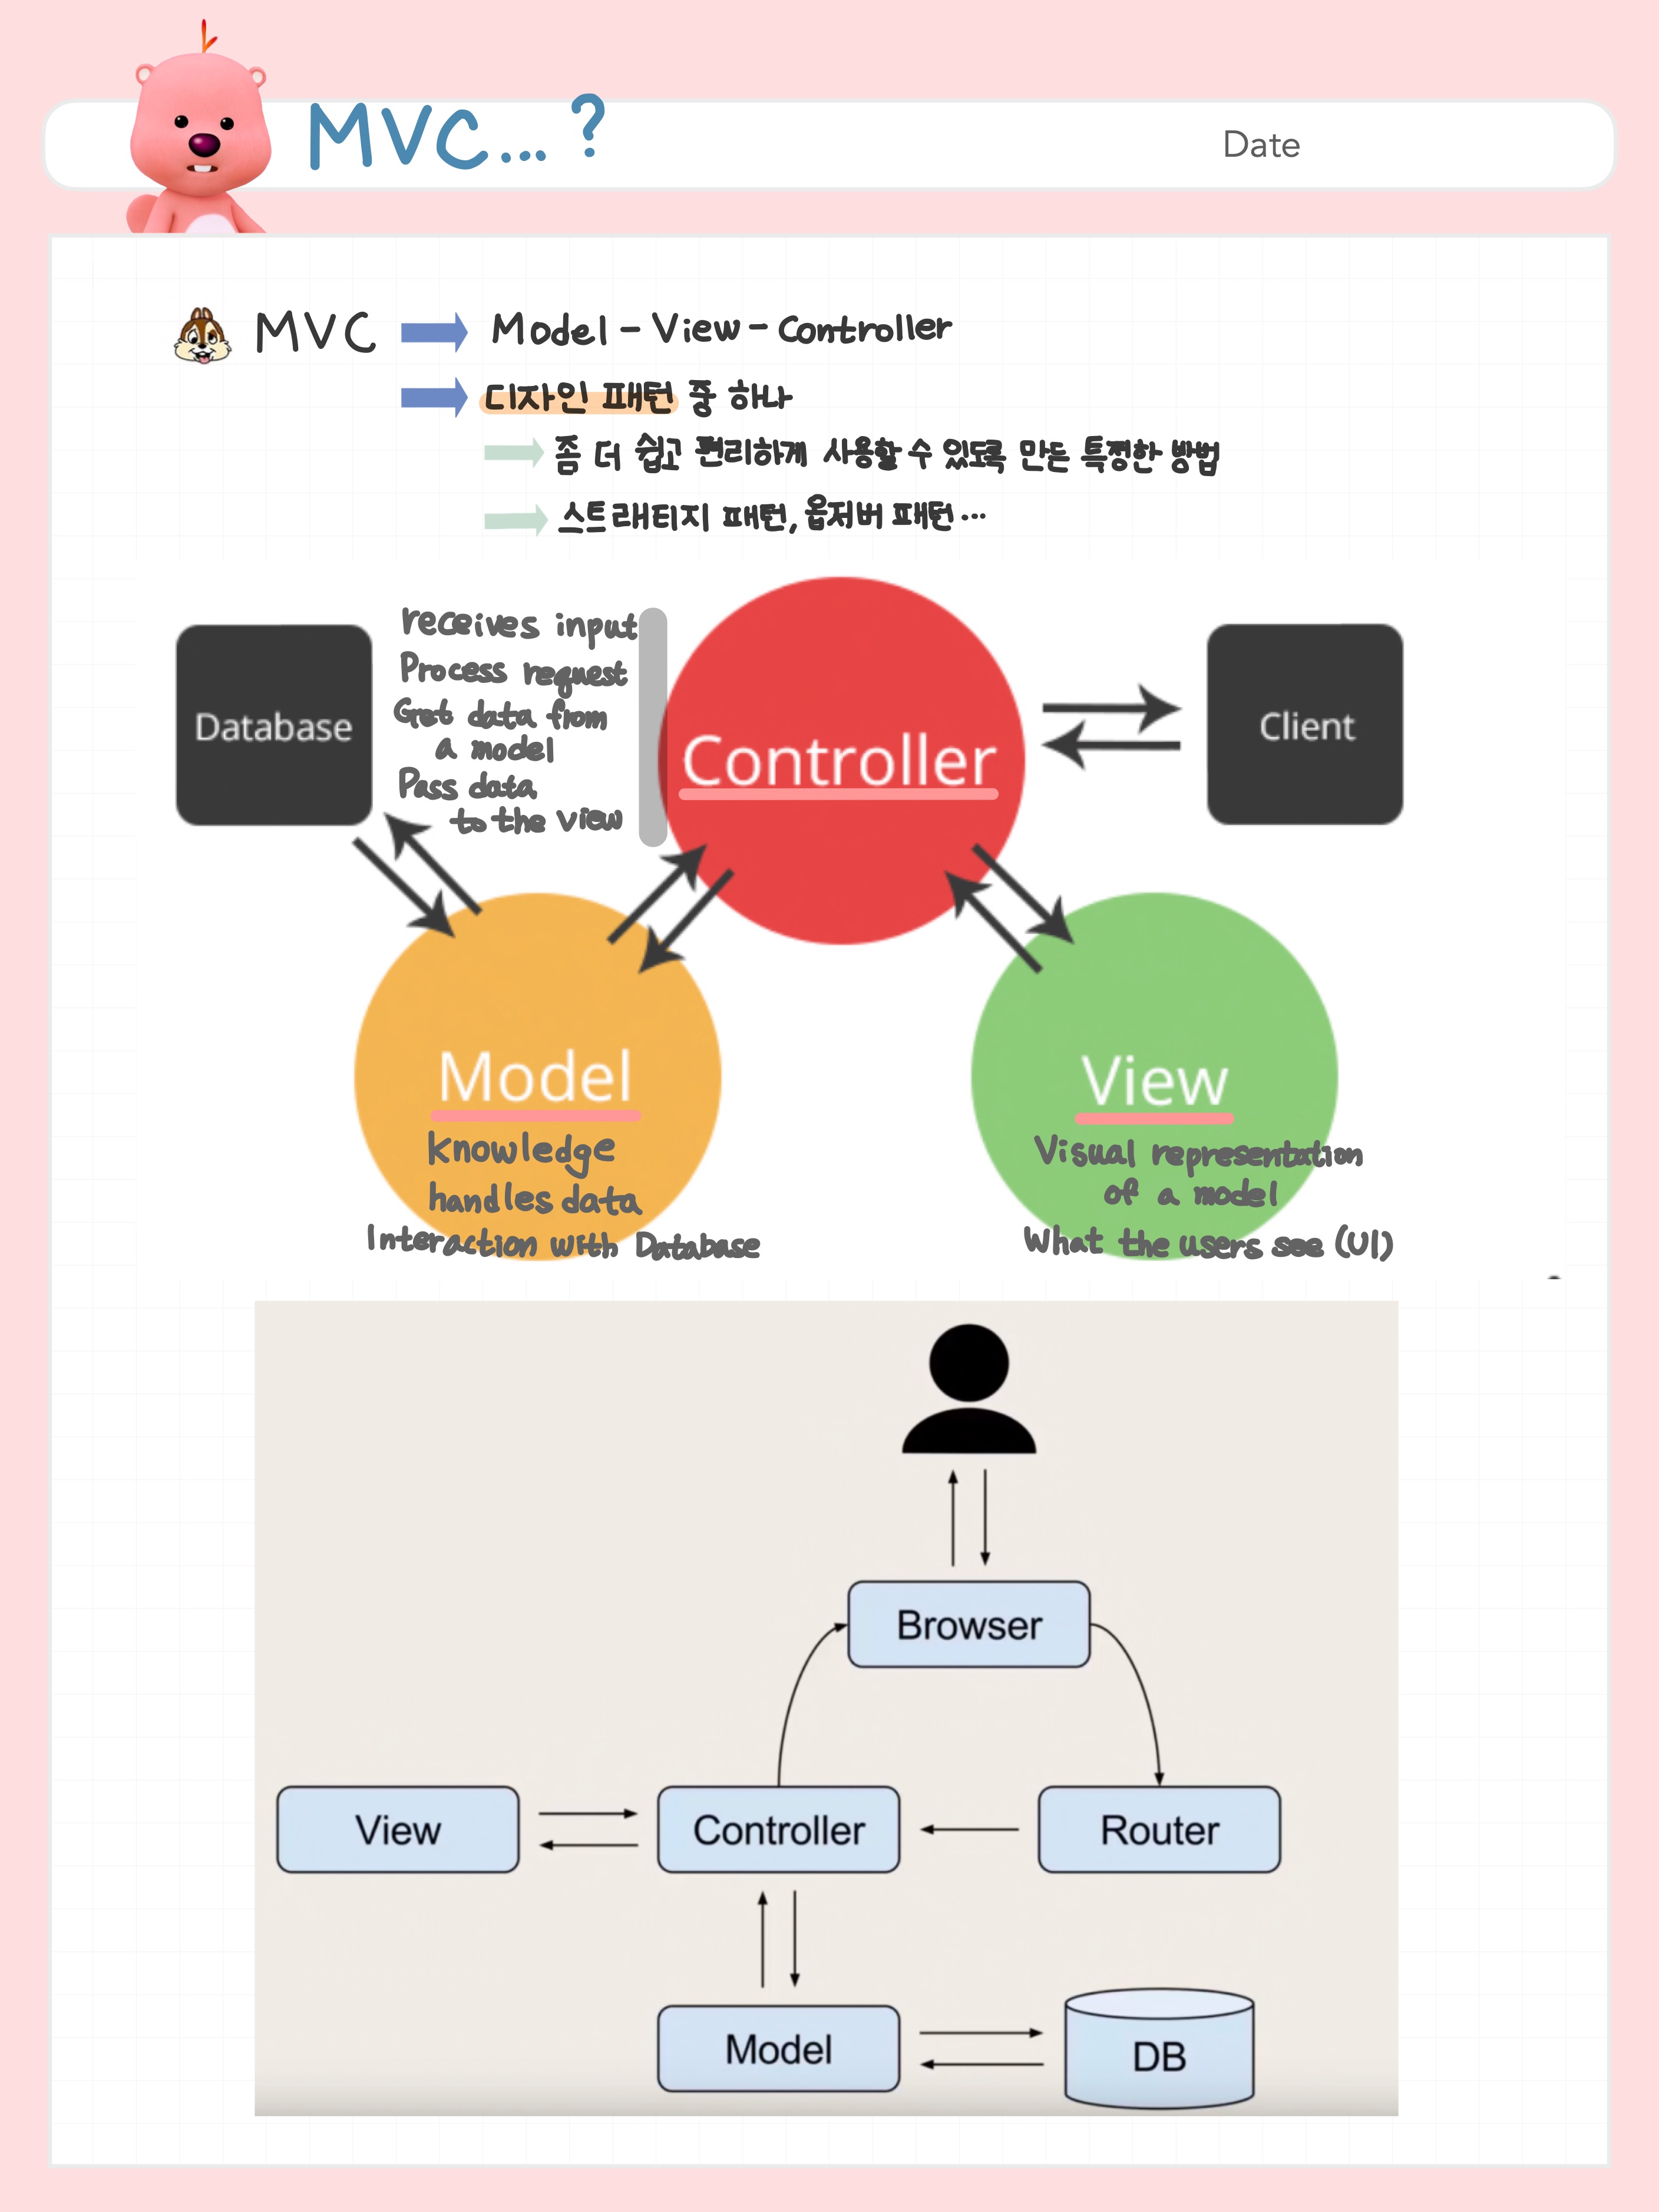 MVC...?
Date
MVC
Model - View - Controller
디자인 패턴 중 하나
좀 더 쉽고 편리하게 사용할 수 있도록 만든 특정한 방법
스트래티지 패턴, 옵저버 패턴...
receives input
Process request
Get data from
a model
Pass data
to the view
Database
Controller
Client
Model
Knowledge
handles data
Interaction with Database
View
Visual representation
of a model
What the users see (UI)
Browser
View
Controller
Router
Model
DB